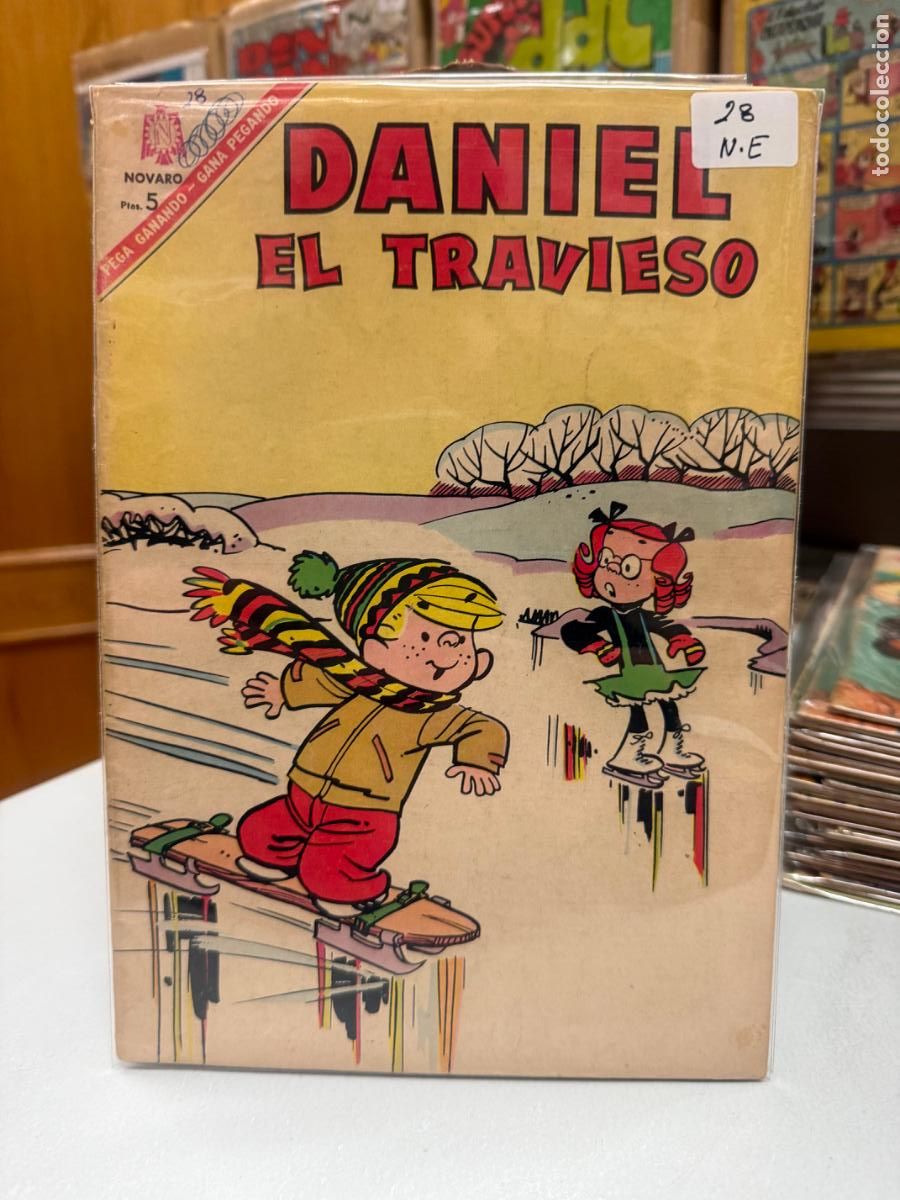 28
NOVARO
Ptas. 5
PEGA GANANDO - GANA PEGANDO
DANIEL
EL TRAVIESO
28
N.E
todocoleccion